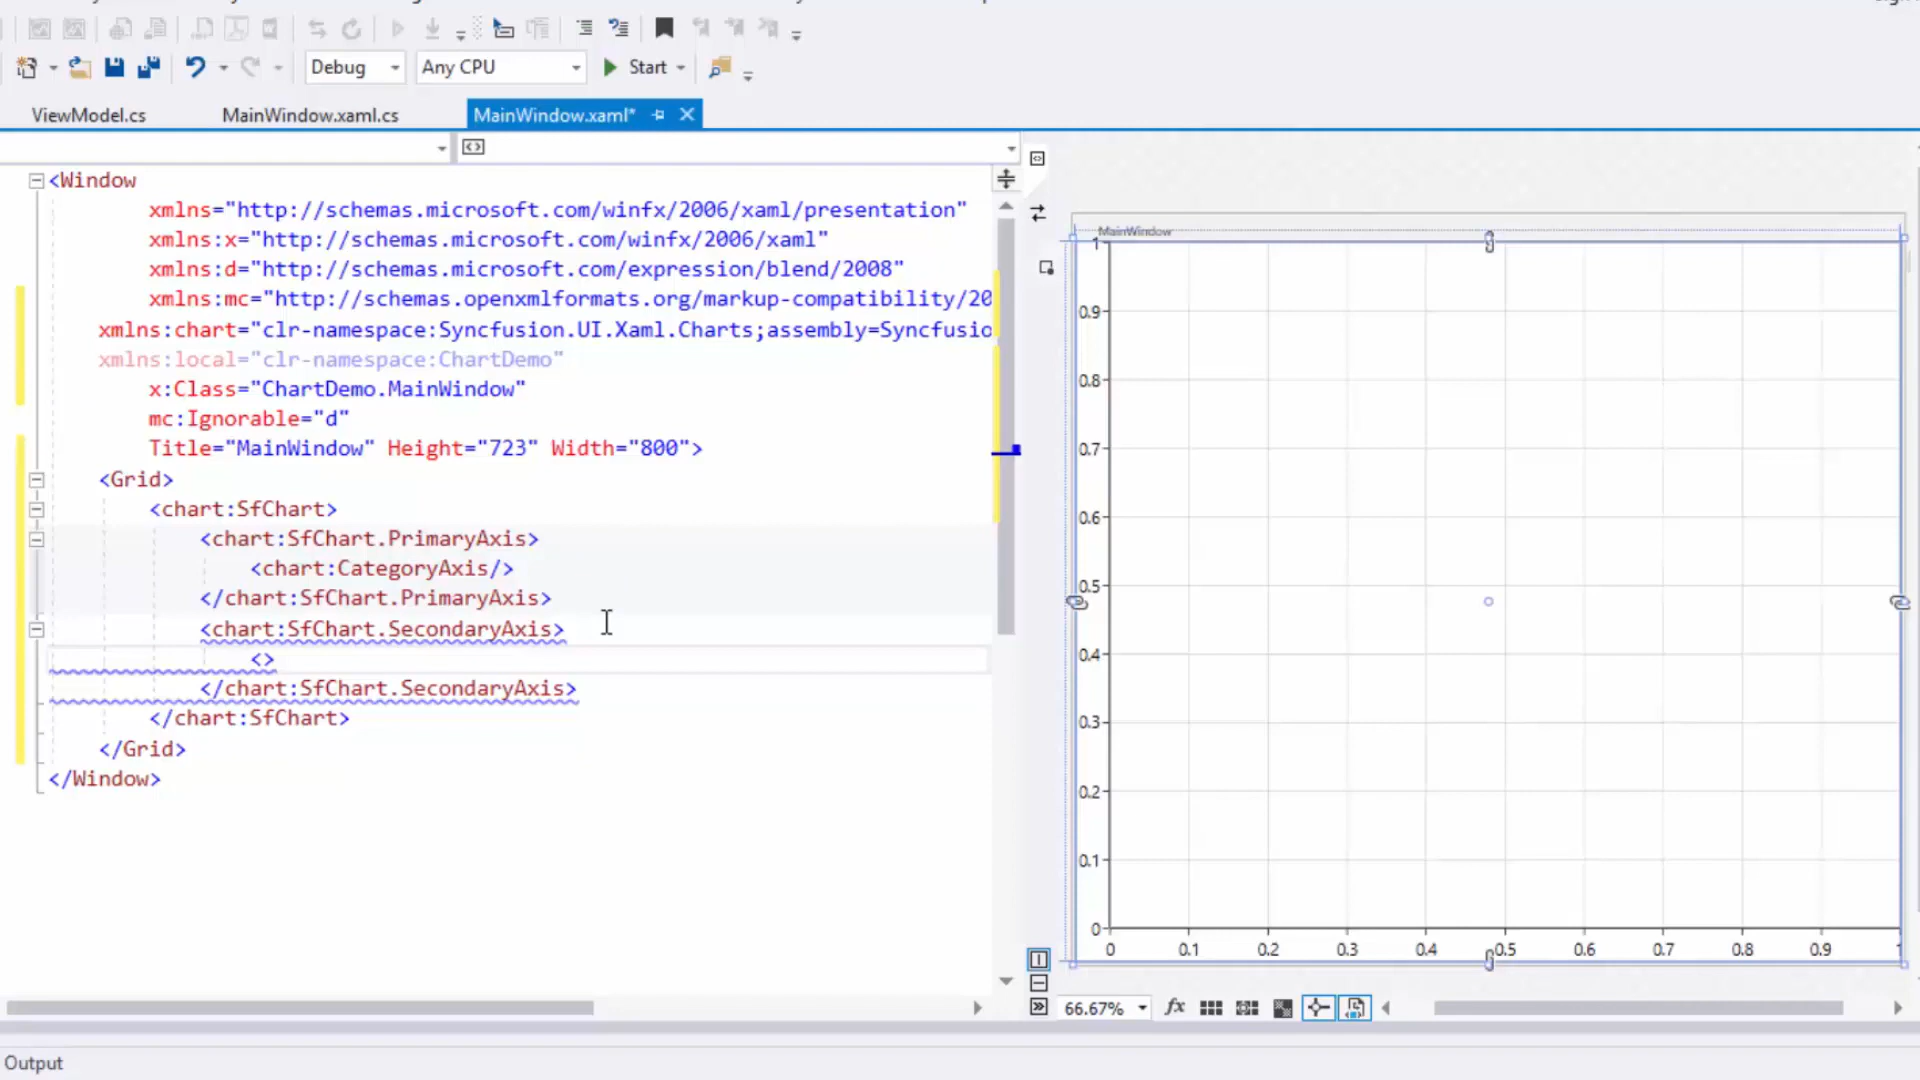 Debug Any CPU Start
ViewModel.cs MainWindow.xaml.cs MainWindow.xaml*
<Window
xmlns="http://schemas.microsoft.com/winfx/2006/xaml/presentation"
xmlns:x="http://schemas.microsoft.com/winfx/2006/xaml"
xmlns:d="http://schemas.microsoft.com/expression/blend/2008"
xmlns:mc="http://schemas.openxmlformats.org/markup-compatibility/20
xmlns:chart="clr-namespace:Syncfusion.UI.Xaml.Charts;assembly=Syncfusio
xmlns:local="clr-namespace:ChartDemo"
x:Class="ChartDemo.MainWindow"
mc:Ignorable="d"
Title="MainWindow" Height="723" Width="800">
<Grid>
<chart:SfChart>
<chart:SfChart.PrimaryAxis>
<chart:CategoryAxis/>
</chart:SfChart.PrimaryAxis>
<chart:SfChart.SecondaryAxis>
<>
</chart:SfChart.SecondaryAxis>
</chart:SfChart>
</Grid>
</Window>
MainWindow
1
0.9
0.8
0.7
0.6
0.5
0.4
0.3
0.2
0.1
0
0 0.1 0.2 0.3 0.4 0.5 0.6 0.7 0.8 0.9 1
66.67% fx
Output